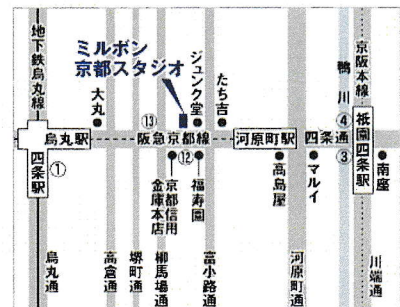 地下鉄烏丸線
ミルボン
京都スタジオ
大丸
⑬
ジュンク堂
たち吉
鴨川
④
京阪本線
烏丸駅
阪急京都線
河原町駅
四条通
祇園四条駅
四条駅
①
⑫
③
京都信用
金庫本店
福寿園
高島屋
マルイ
南座
烏丸通
高倉通
堺町通
柳馬場通
富小路通
河原町通
川端通